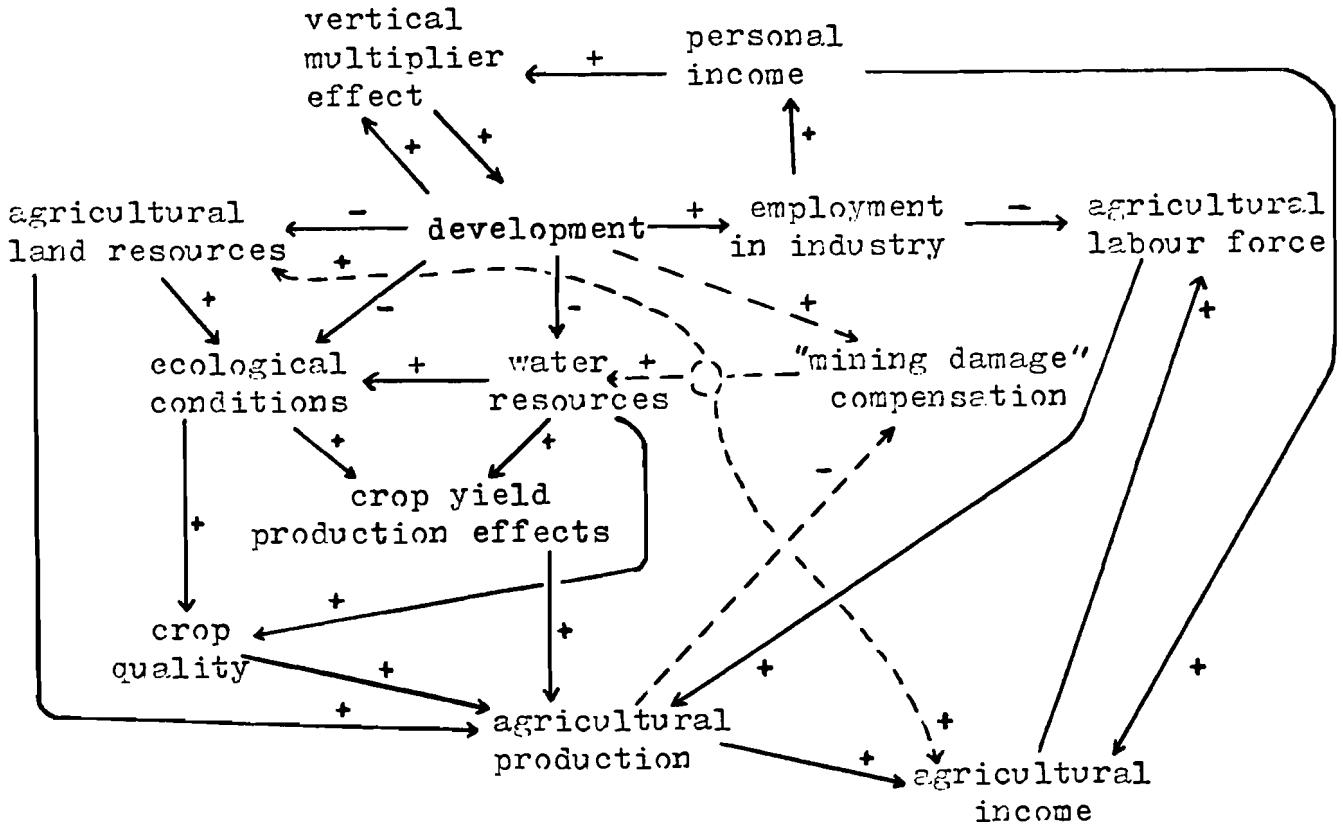 vertical
multiplier
effect
personal
income
agricultural
land resources
development
employment
in industry
agricultural
labour force
ecological
conditions
water
resources
"mining damage"
compensation
crop yield
production effects
crop
quality
agricultural
production
agricultural
income
+
+
+
+
-
+
-
+
-
-
+
+
+
+
+
+
+
+
-
+
+
+
+
+
+
+
+